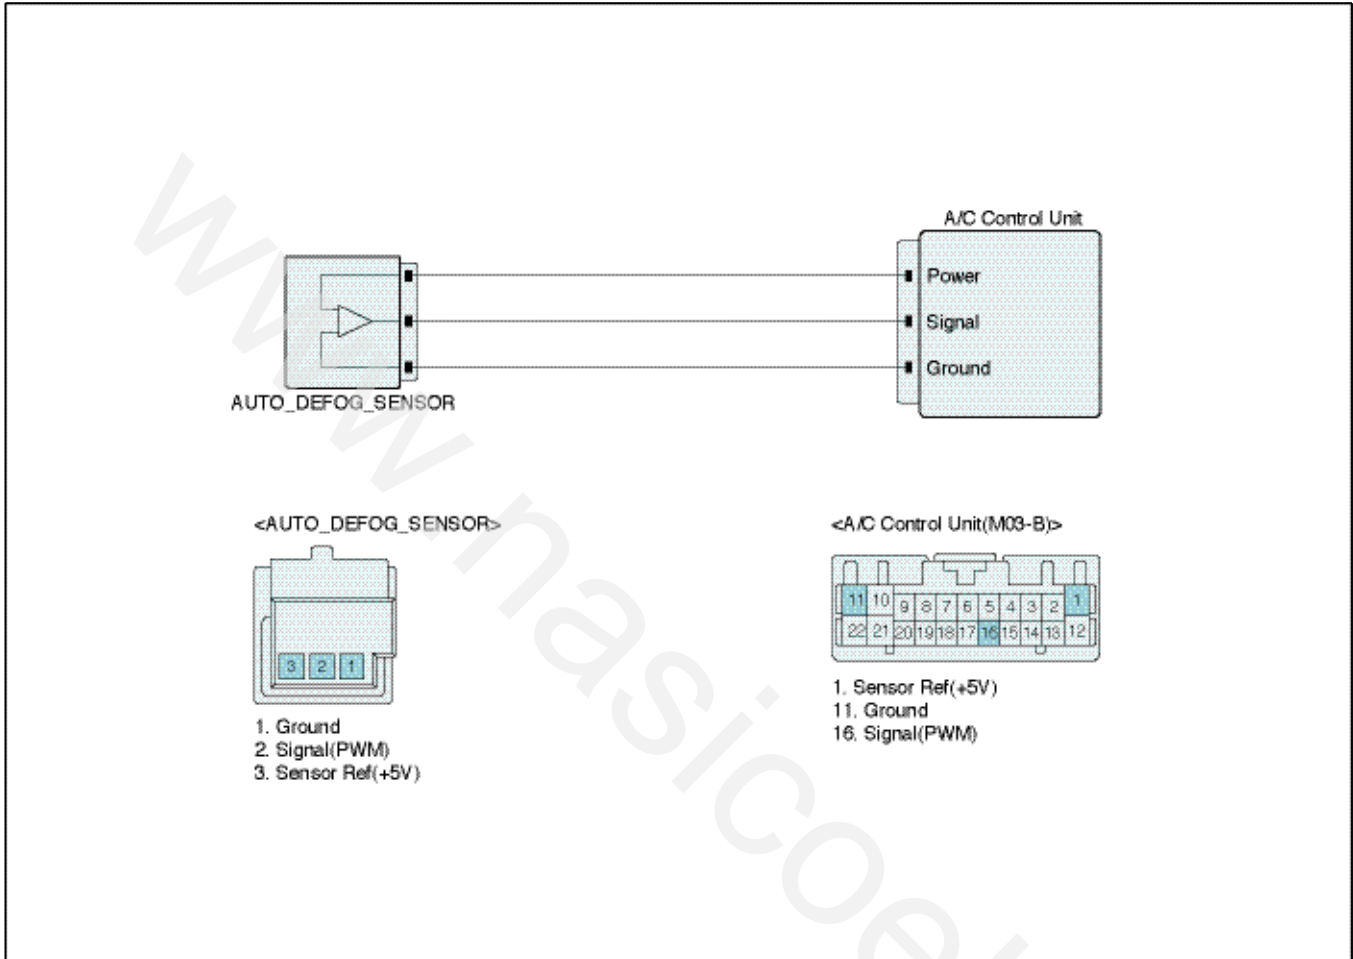 A/C Control Unit
Power
Signal
Ground
AUTO_DEFOG_SENSOR
<AUTO_DEFOG_SENSOR>
3 2 1
1. Ground
2. Signal(PWM)
3. Sensor Ref(+5V)
<A/C Control Unit(M03-B)>
11 10 9 8 7 6 5 4 3 2 1
22 21 20 19 18 17 16 15 14 13 12
1. Sensor Ref(+5V)
11. Ground
16. Signal(PWM)
www.nasicoel